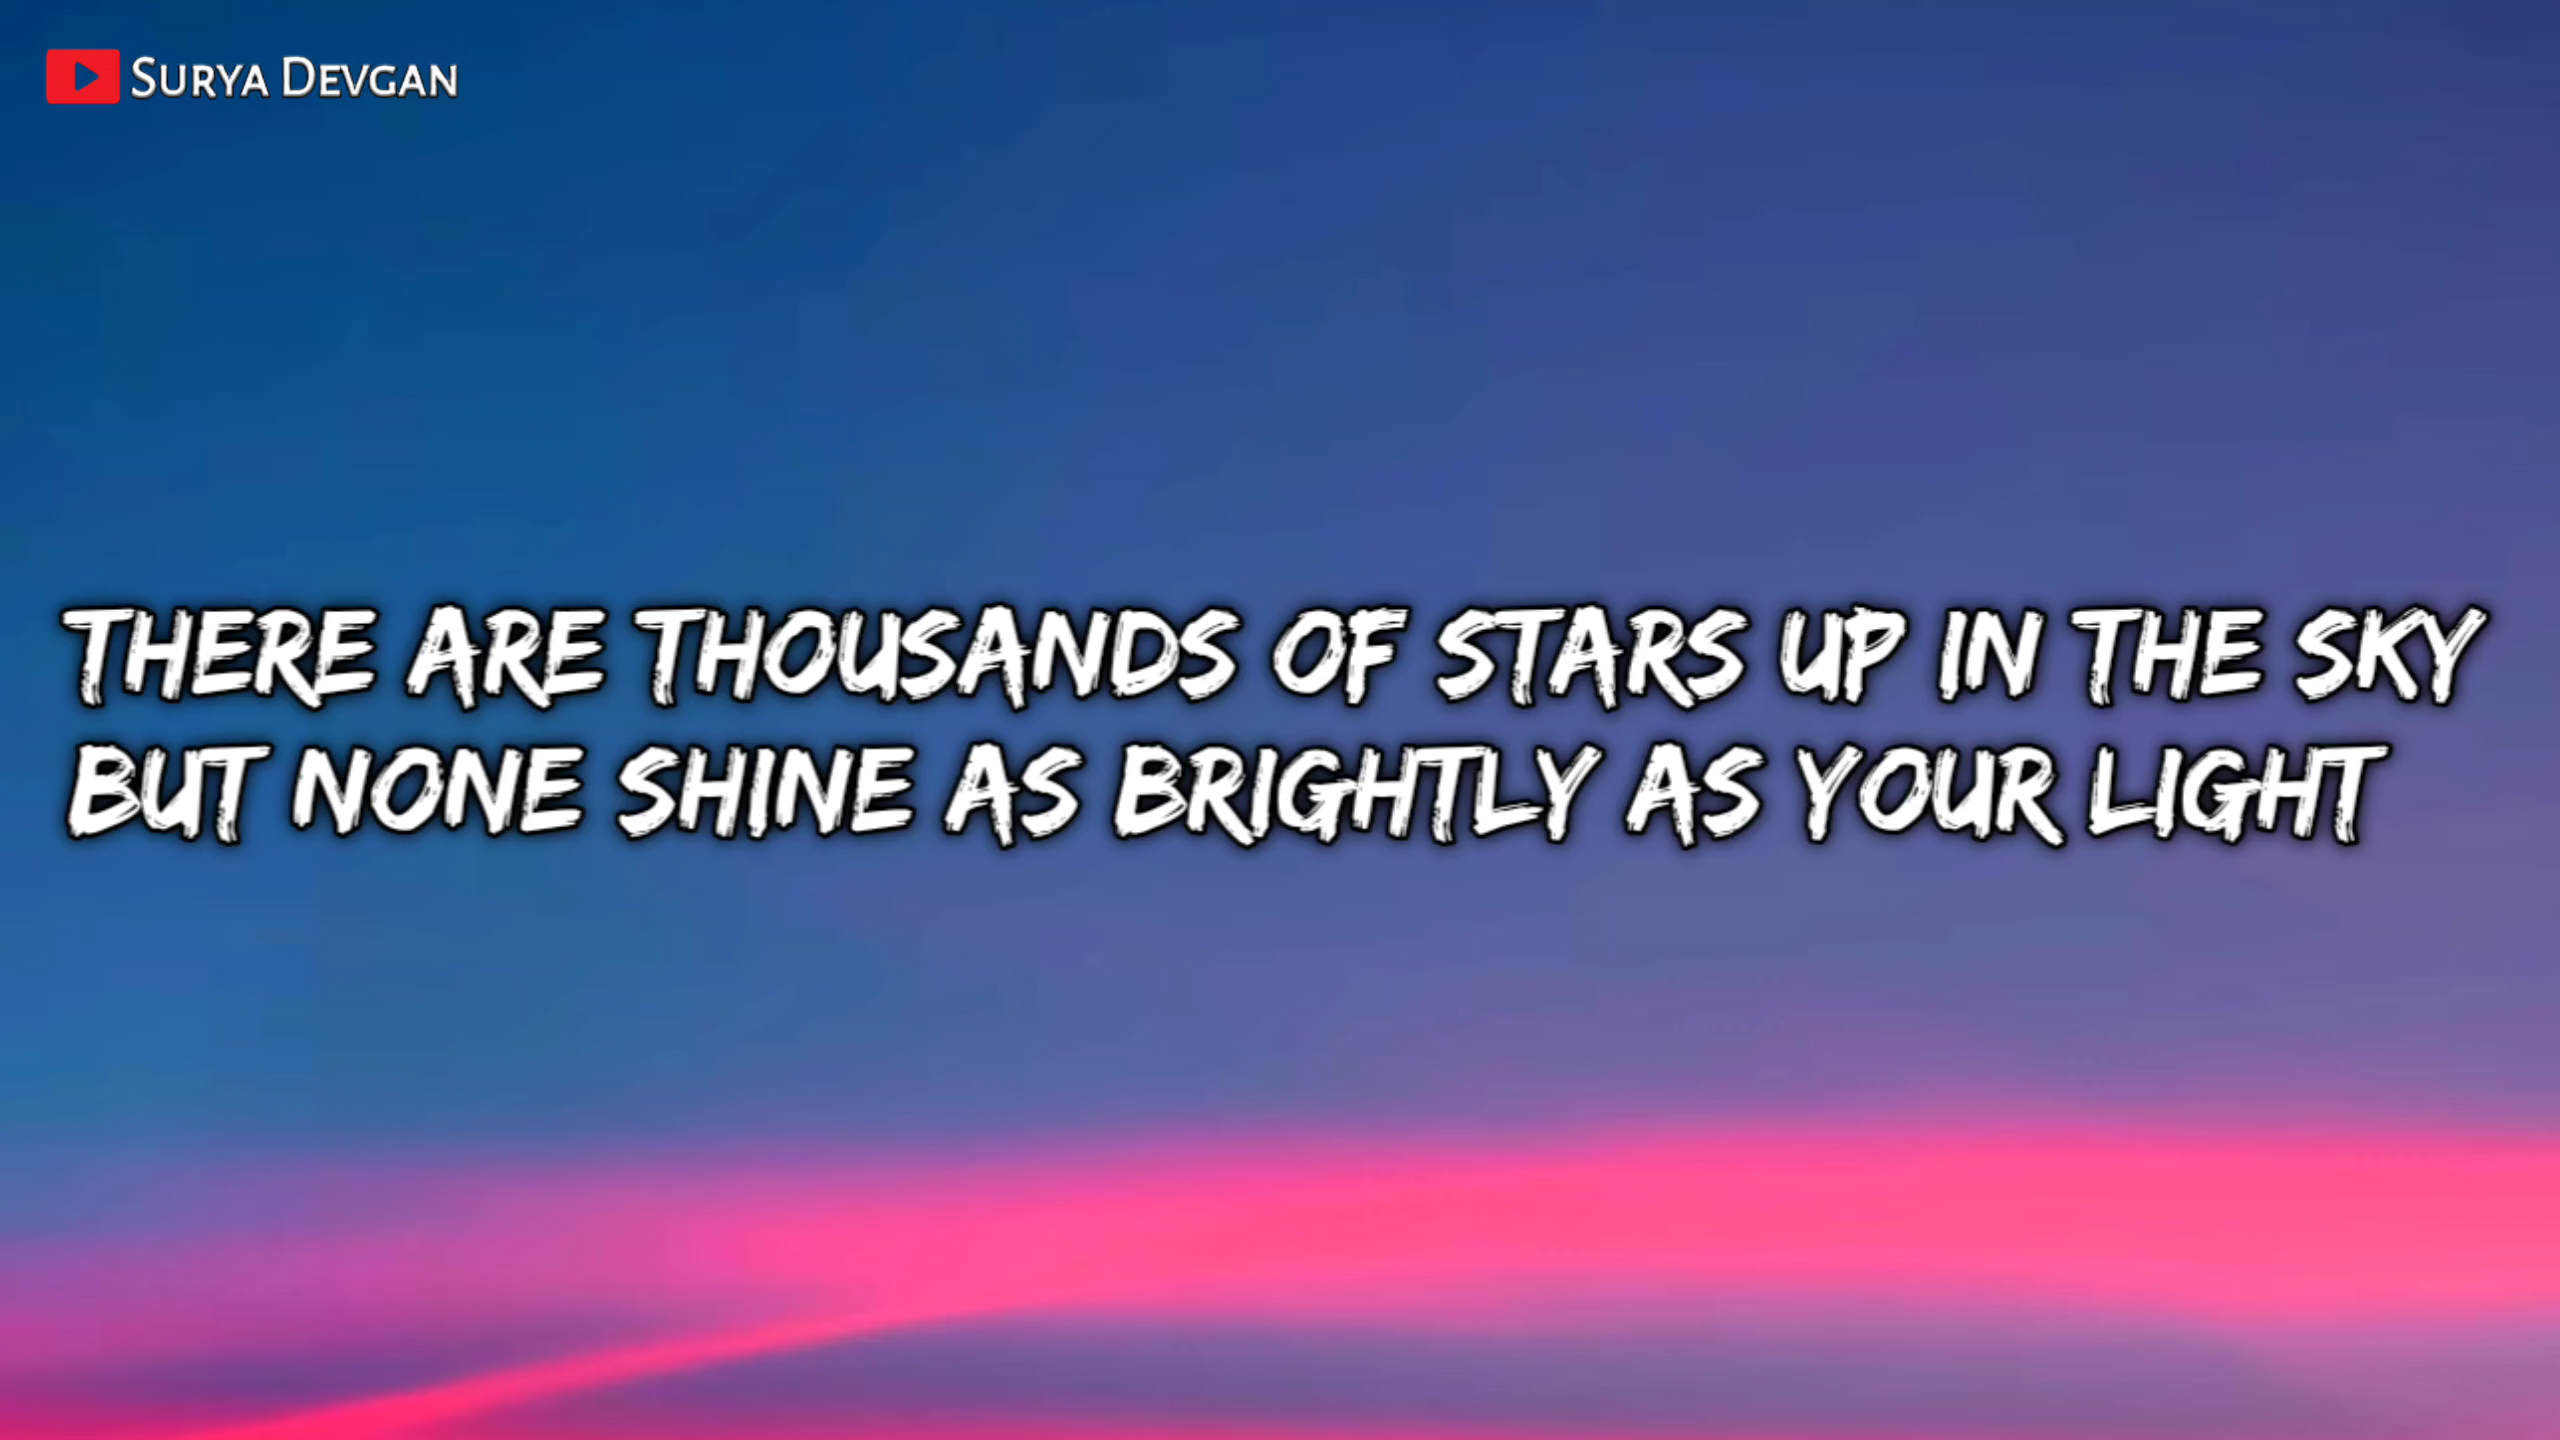 Surya Devgan
THERE ARE THOUSANDS OF STARS UP IN THE SKY
BUT NONE SHINE AS BRIGHTLY AS YOUR LIGHT